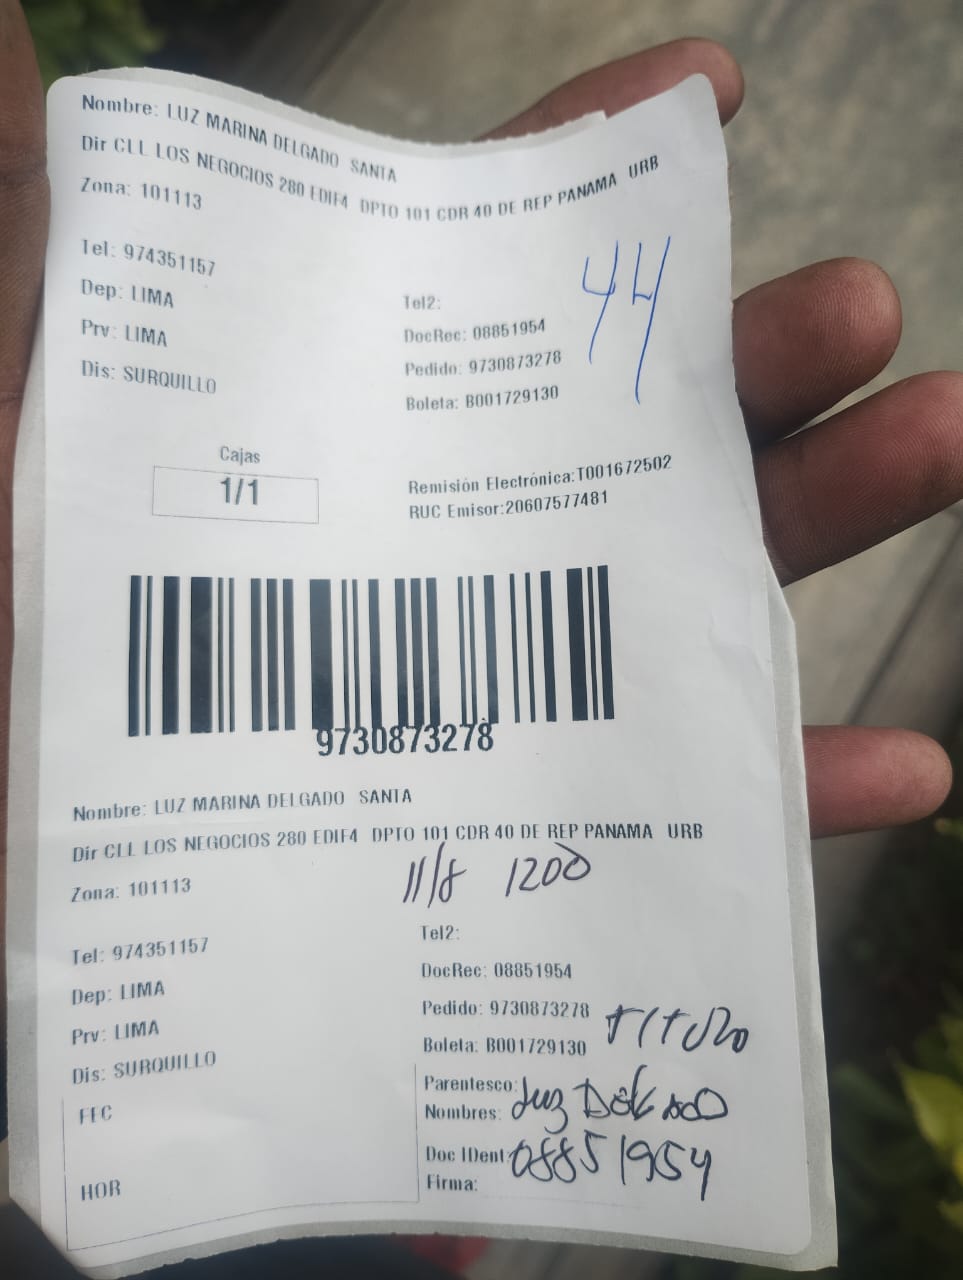 Nombre: LUZ MARINA DELGADO SANTA
Dir CLL LOS NEGOCIOS 280 EDIF4 DPTO 101 CDR 40 DE REP PANAMA URB
Zona: 101113
44
Tel: 974351157
Dep: LIMA
Prv: LIMA
Dis: SURQUILLO
Tel2:
DocRec: 08851954
Pedido: 9730873278
Boleta: B001729130
Cajas
1/1
Remisión Electrónica:T001672502
RUC Emisor:20607577481
9730873278
Nombre: LUZ MARINA DELGADO SANTA
Dir CLL LOS NEGOCIOS 280 EDIF4 DPTO 101 CDR 40 DE REP PANAMA URB
Zona: 101113
11/8 1200
Tel: 974351157
Dep: LIMA
Prv: LIMA
Dis: SURQUILLO
Tel2:
DocRec: 08851954
Pedido: 9730873278
Boleta: B001729130
TITULO
Parentesco:
Nombres: Luz DELGADO
Doc IDent: 08851954
Firma:
FEC
HOR